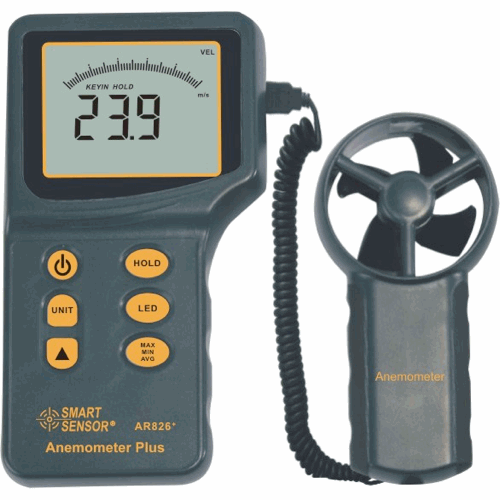 VEL
KEYIN HOLD
m/s
23.9
HOLD
UNIT
LED
MAX
MIN
AVG
SMART
SENSOR®
AR826+
Anemometer Plus
Anemometer